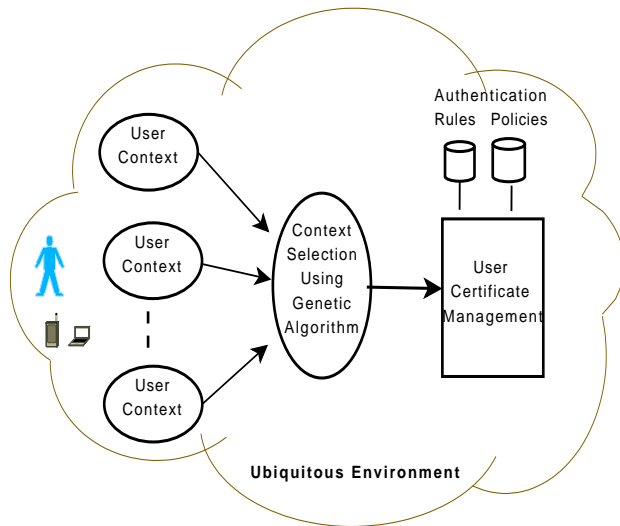 Authentication
Rules Policies
User
Context
User
Context
User
Context
Context
Selection
Using
Genetic
Algorithm
User
Certificate
Management
Ubiquitous Environment